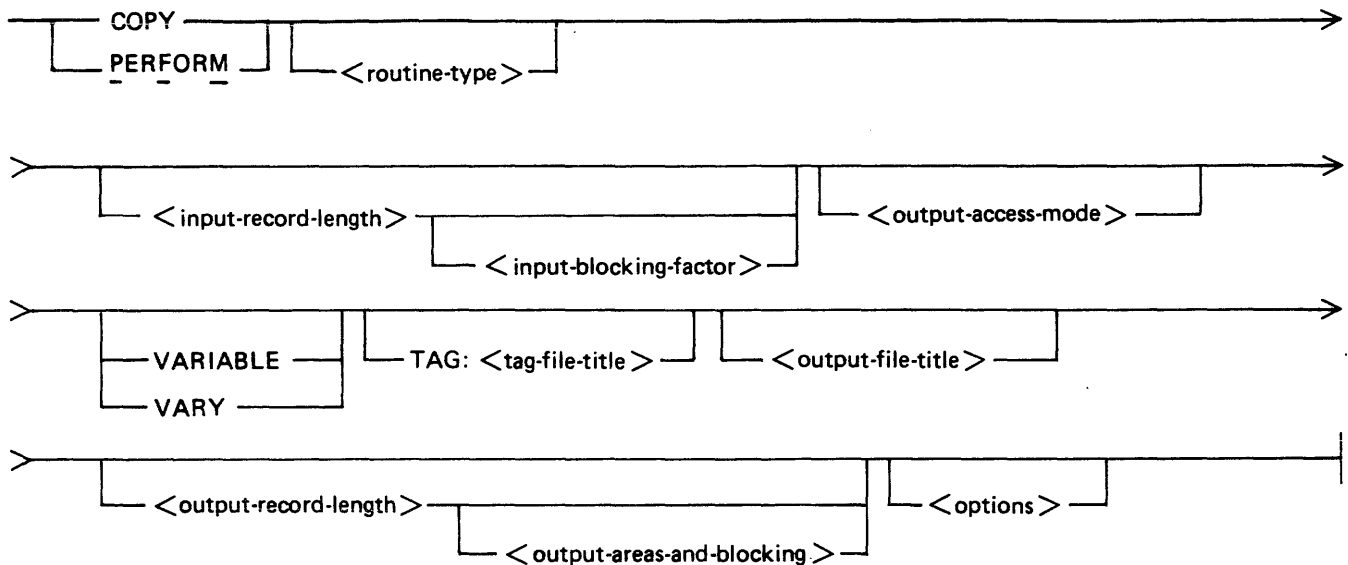 COPY
PERFORM
<routine-type>
<input-record-length>
<input-blocking-factor>
<output-access-mode>
VARIABLE
VARY
TAG: <tag-file-title>
<output-file-title>
<output-record-length>
<output-areas-and-blocking>
<options>